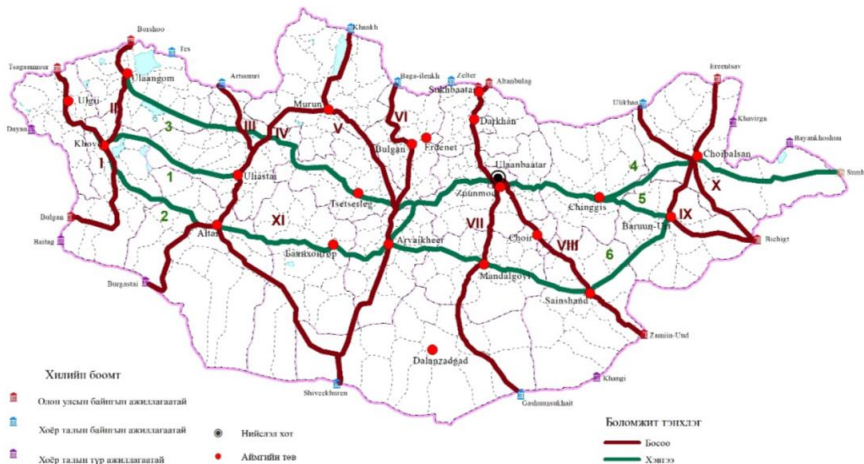 Borshoo
Tes
Tsagaannuur
Ulaangom
Artssuuri
Khankh
Baga-ilenkh
Zelter
Altanbulag
Sukhbaatar
Ereentsav
Ulgii
II
3
Murun
VI
Darkhan
Ulikhan
Khavirga
Dayan
III
IV
V
Bulgan
Erdenet
Bayankhoshuu
Khovd
I
1
Uliastai
Ulaanbaatar
Zuunmod
4
Choibalsan
X
2
Tsetserleg
Chinggis
5
Bulgan
Altai
XI
Arvaikheer
VII
Choir
VIII
Baruun-Urt
IX
Bichigt
Baitag
Баянхонгор
Mandalgovi
6
Burgastai
Sainshand
Zamiin-Uud
Dalanzadgad
Khangi
Shiveekhuren
Gashuunsukhait
Хилийн боомт
Олон улсын байнгын ажиллагаатай
Хоёр талын байнгын ажиллагаатай
Хоёр талын түр ажиллагаатай
Нийслэл хот
Аймгийн төв
Боломжит тэнхлэг
Босоо
Хэвтээ